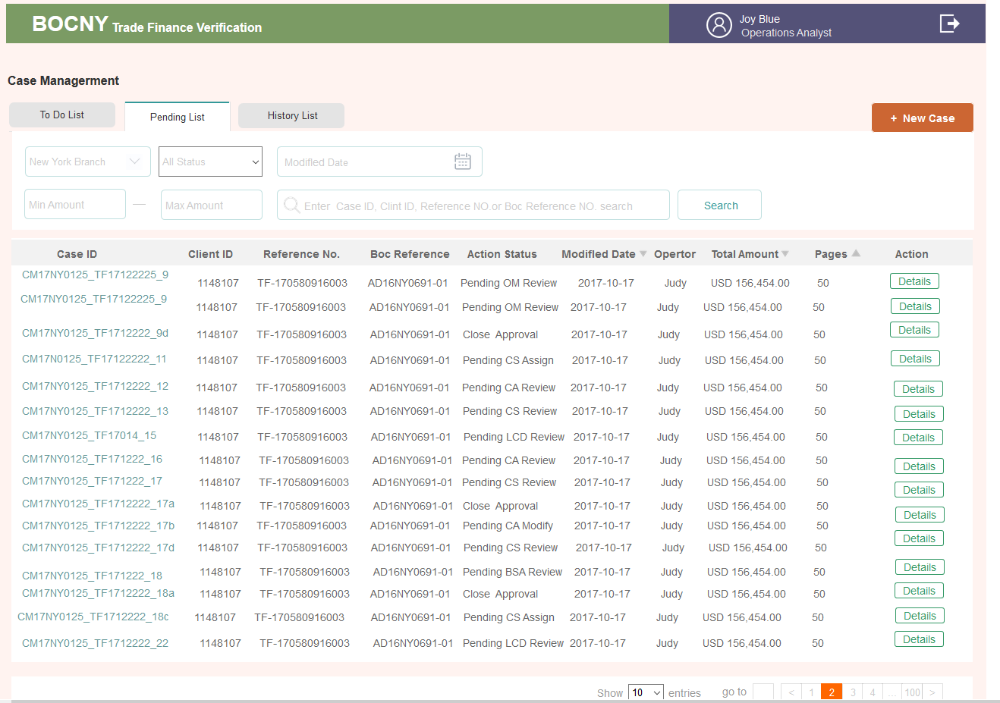 BOCNY Trade Finance Verification
Joy Blue
Operations Analyst
Case Managerment
To Do List
Pending List
History List
+ New Case
New York Branch
All Status
Modifled Date
Min Amount
—
Max Amount
Enter Case ID, Clint ID, Reference NO.or Boc Reference NO. search
Search
Case ID Client ID Reference No. Boc Reference Action Status Modifled Date Opertor Total Amount Pages Action
CM17NY0125_TF17122225_9 1148107 TF-170580916003 AD16NY0691-01 Pending OM Review 2017-10-17 Judy USD 156,454.00 50 Details
CM17NY0125_TF17122225_9 1148107 TF-170580916003 AD16NY0691-01 Pending OM Review 2017-10-17 Judy USD 156,454.00 50 Details
CM17NY0125_TF1712222_9d 1148107 TF-170580916003 AD16NY0691-01 Close Approval 2017-10-17 Judy USD 156,454.00 50 Details
CM17N0125_TF17122222_11 1148107 TF-170580916003 AD16NY0691-01 Pending CS Assign 2017-10-17 Judy USD 156,454.00 50 Details
CM17NY0125_TF1712222_12 1148107 TF-170580916003 AD16NY0691-01 Pending CA Review 2017-10-17 Judy USD 156,454.00 50 Details
CM17NY0125_TF1712222_13 1148107 TF-170580916003 AD16NY0691-01 Pending CS Review 2017-10-17 Judy USD 156,454.00 50 Details
CM17NY0125_TF17014_15 1148107 TF-170580916003 AD16NY0691-01 Pending LCD Review 2017-10-17 Judy USD 156,454.00 50 Details
CM17NY0125_TF171222_16 1148107 TF-170580916003 AD16NY0691-01 Pending CA Review 2017-10-17 Judy USD 156,454.00 50 Details
CM17NY0125_TF171222_17 1148107 TF-170580916003 AD16NY0691-01 Pending CS Review 2017-10-17 Judy USD 156,454.00 50 Details
CM17NY0125_TF1712222_17a 1148107 TF-170580916003 AD16NY0691-01 Close Approval 2017-10-17 Judy USD 156,454.00 50 Details
CM17NY0125_TF1712222_17b 1148107 TF-170580916003 AD16NY0691-01 Pending CA Modify 2017-10-17 Judy USD 156,454.00 50 Details
CM17NY0125_TF1712222_17d 1148107 TF-170580916003 AD16NY0691-01 Pending CS Review 2017-10-17 Judy USD 156,454.00 50 Details
CM17NY0125_TF171222_18 1148107 TF-170580916003 AD16NY0691-01 Pending BSA Review 2017-10-17 Judy USD 156,454.00 50 Details
CM17NY0125_TF1712222_18a 1148107 TF-170580916003 AD16NY0691-01 Close Approval 2017-10-17 Judy USD 156,454.00 50 Details
CM17NY0125_TF1712222_18c 1148107 TF-170580916003 AD16NY0691-01 Pending CS Assign 2017-10-17 Judy USD 156,454.00 50 Details
CM17NY0125_TF1712222_22 1148107 TF-170580916003 AD16NY0691-01 Pending LCD Review 2017-10-17 Judy USD 156,454.00 50 Details
Show 10 entries go to < 1 2 3 4 ... 100 >